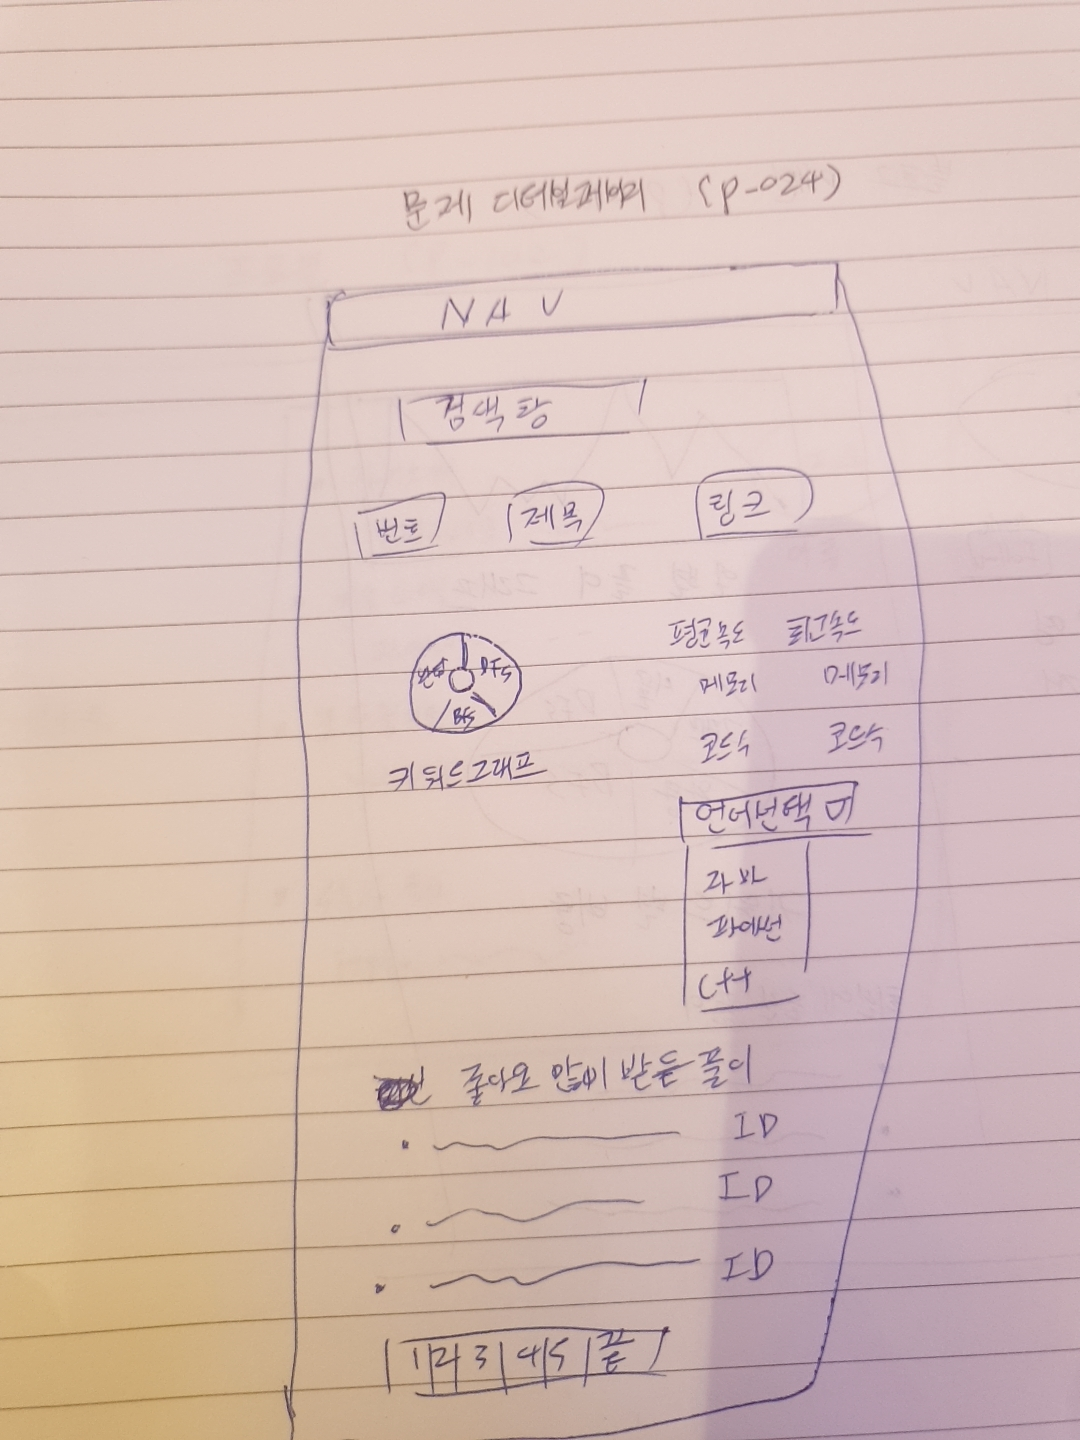 문제 디테일페이지 (p-024)
NAV
검색창
번호 제목 링크
평균속도 최고속도
DFS
메모리 메모리
BFS
코드수 코드수
키워드그래프
언어선택
자바
파이썬
C++
좋아요 많이 받은 풀이
ID
ID
ID
1 2 3 4 5 끝